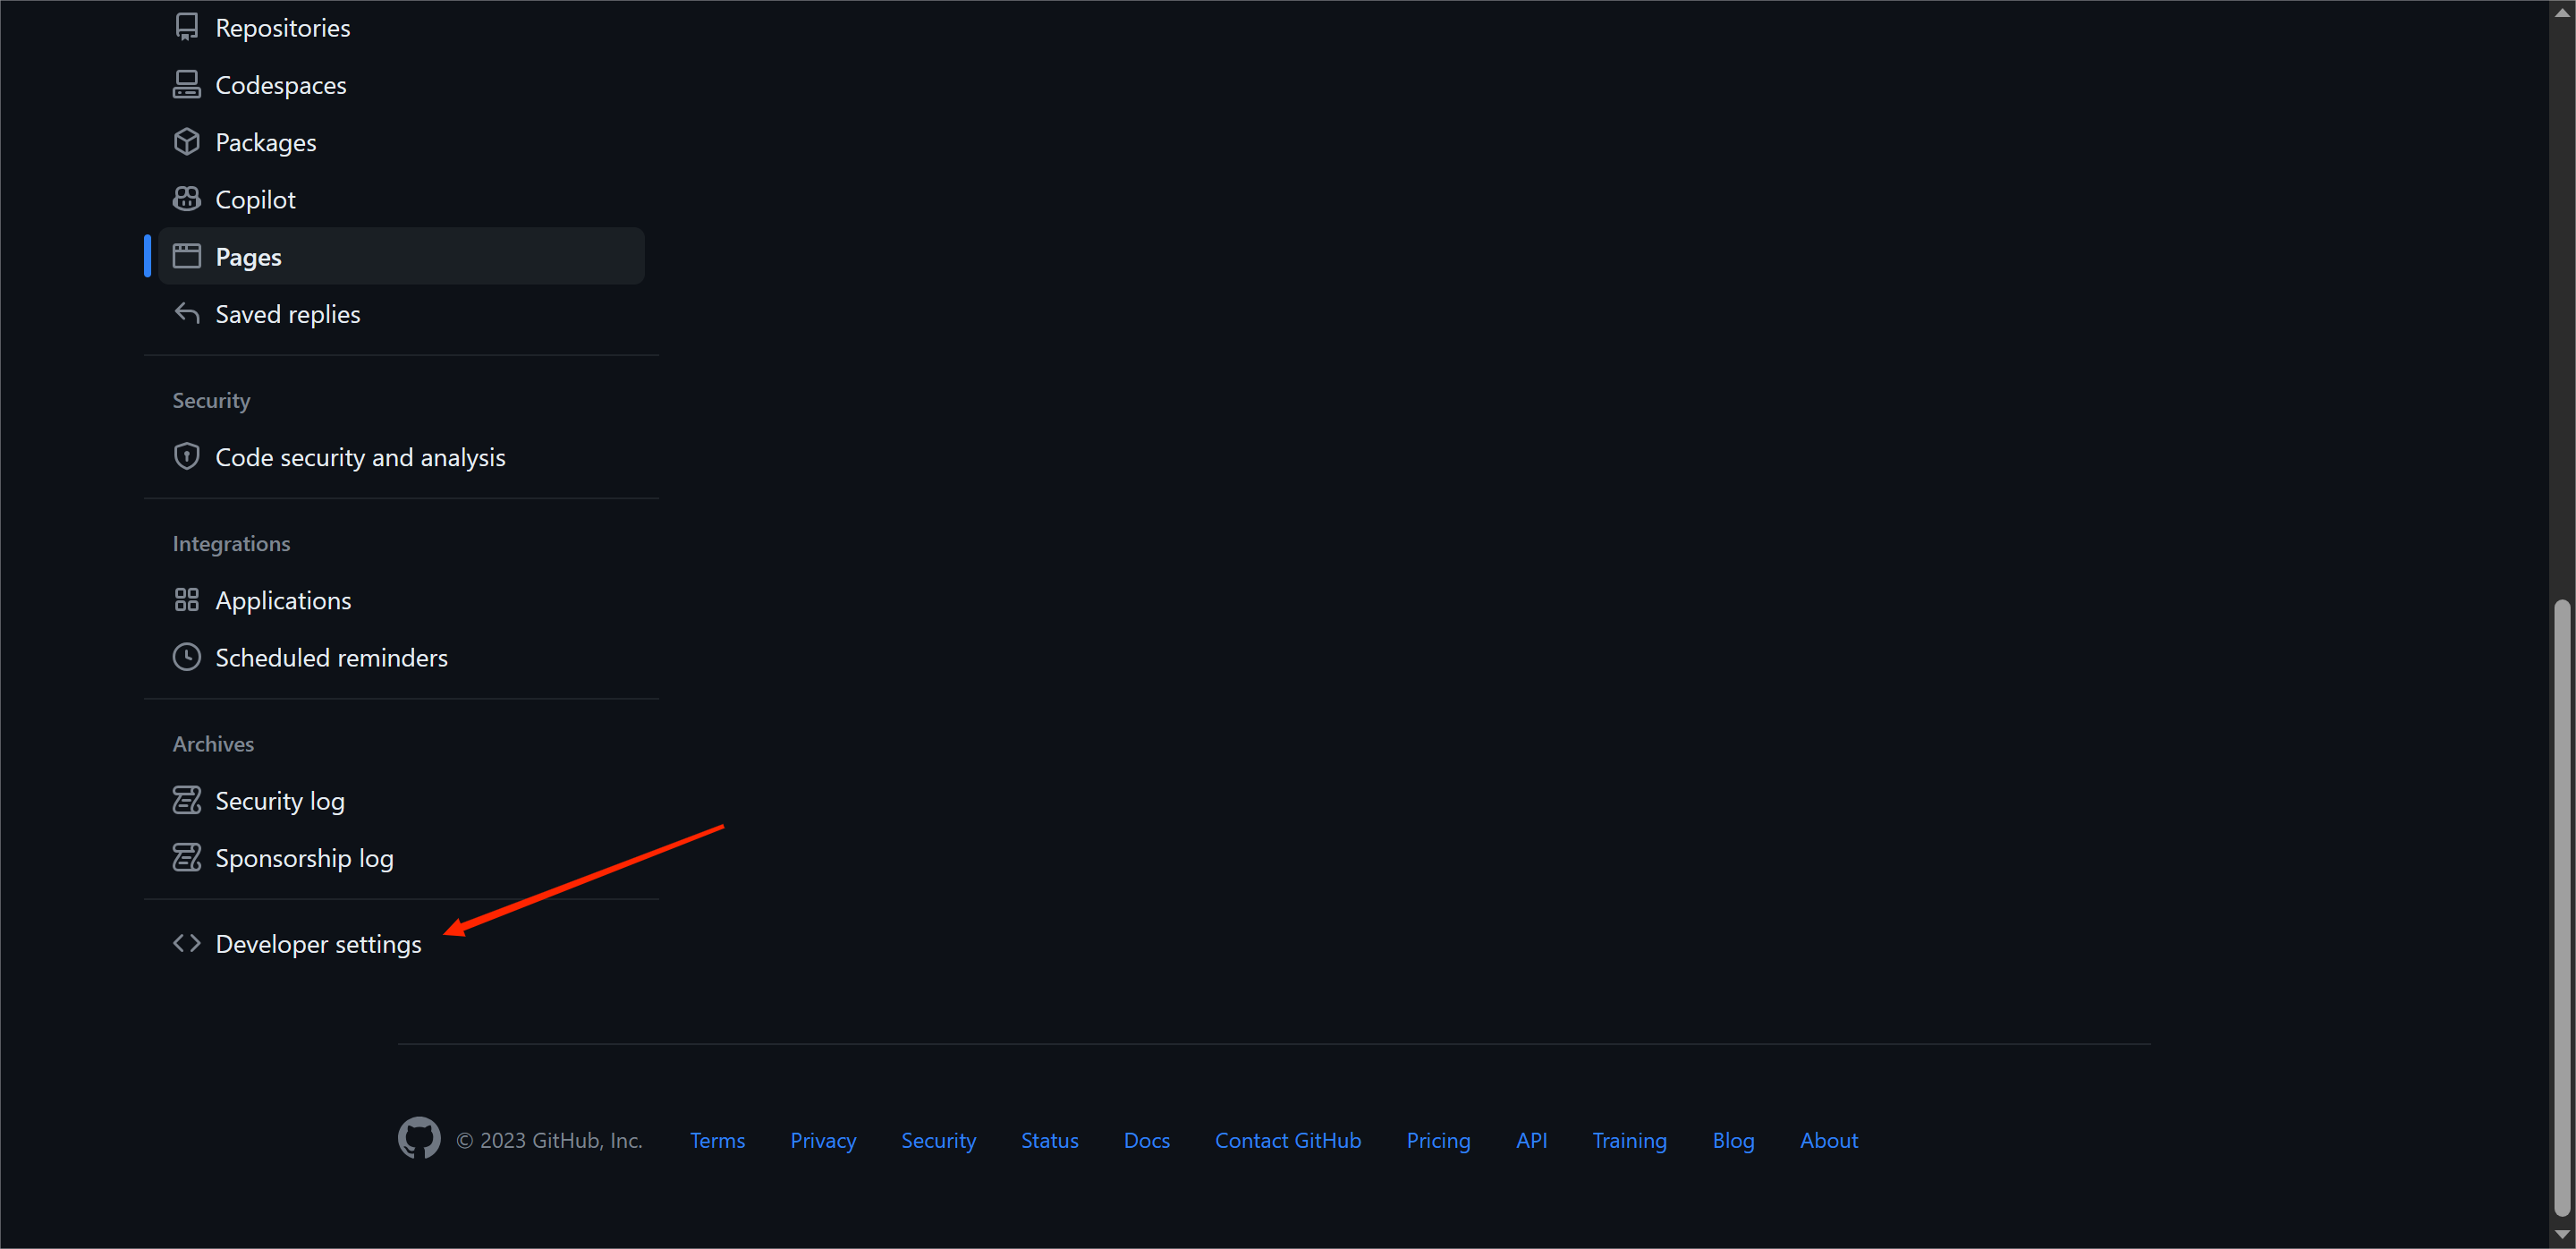 Repositories
Codespaces
Packages
Copilot
Pages
Saved replies
Security
Code security and analysis
Integrations
Applications
Scheduled reminders
Archives
Security log
Sponsorship log
Developer settings
© 2023 GitHub, Inc. Terms Privacy Security Status Docs Contact GitHub Pricing API Training Blog About